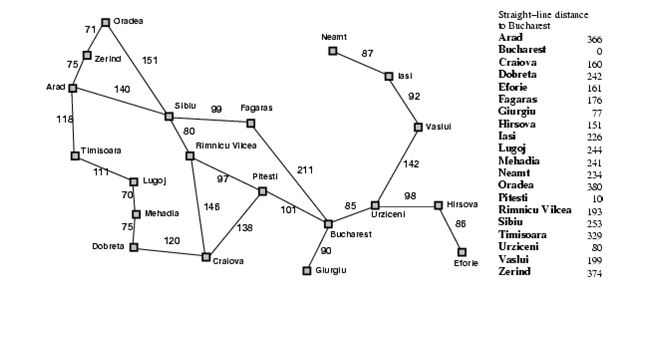 Oradea
71
Neamt
Zerind
87
75
151
Iasi
Arad
140
92
Sibiu
99
Fagaras
118
Vaslui
80
Timisoara
Rimnicu Vilcea
111
Lugoj
97
Pitesti
211
142
70
98
Hirsova
Mehadia
146
101
85
Urziceni
75
138
86
120
Bucharest
Dobreta
90
Craiova
Eforie
Giurgiu
Straight–line distance
to Bucharest
Arad 366
Bucharest 0
Craiova 160
Dobreta 242
Eforie 161
Fagaras 176
Giurgiu 77
Hirsova 151
Iasi 226
Lugoj 244
Mehadia 241
Neamt 234
Oradea 380
Pitesti 10
Rimnicu Vilcea 193
Sibiu 253
Timisoara 329
Urziceni 80
Vaslui 199
Zerind 374